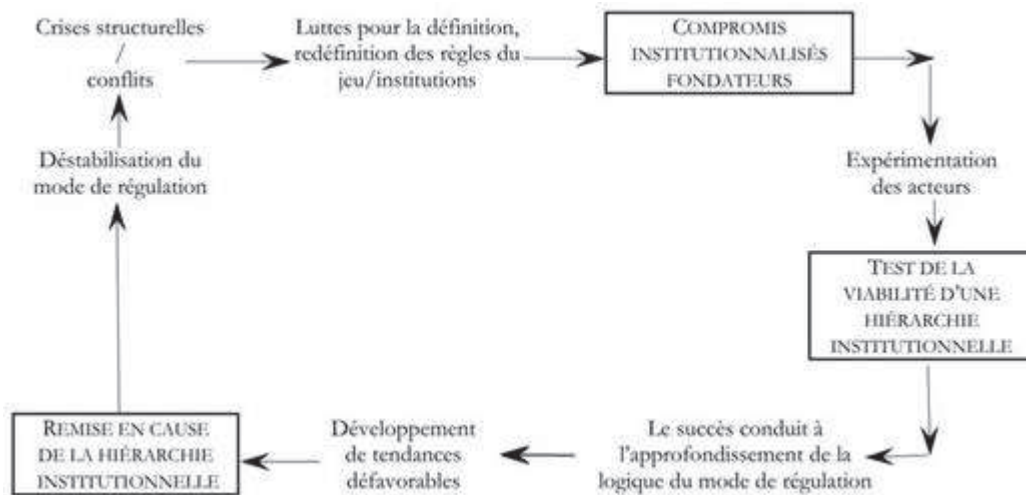 Crises structurelles
/
conflits
Luttes pour la définition,
redéfinition des règles du
jeu/institutions
COMPROMIS
INSTITUTIONNALISÉS
FONDATEURS
Expérimentation
des acteurs
TEST DE LA
VIABILITÉ D'UNE
HIÉRARCHIE
INSTITUTIONNELLE
Le succès conduit à
l'approfondissement de la
logique du mode de régulation
Développement
de tendances
défavorables
REMISE EN CAUSE
DE LA HIÉRARCHIE
INSTITUTIONNELLE
Déstabilisation du
mode de régulation